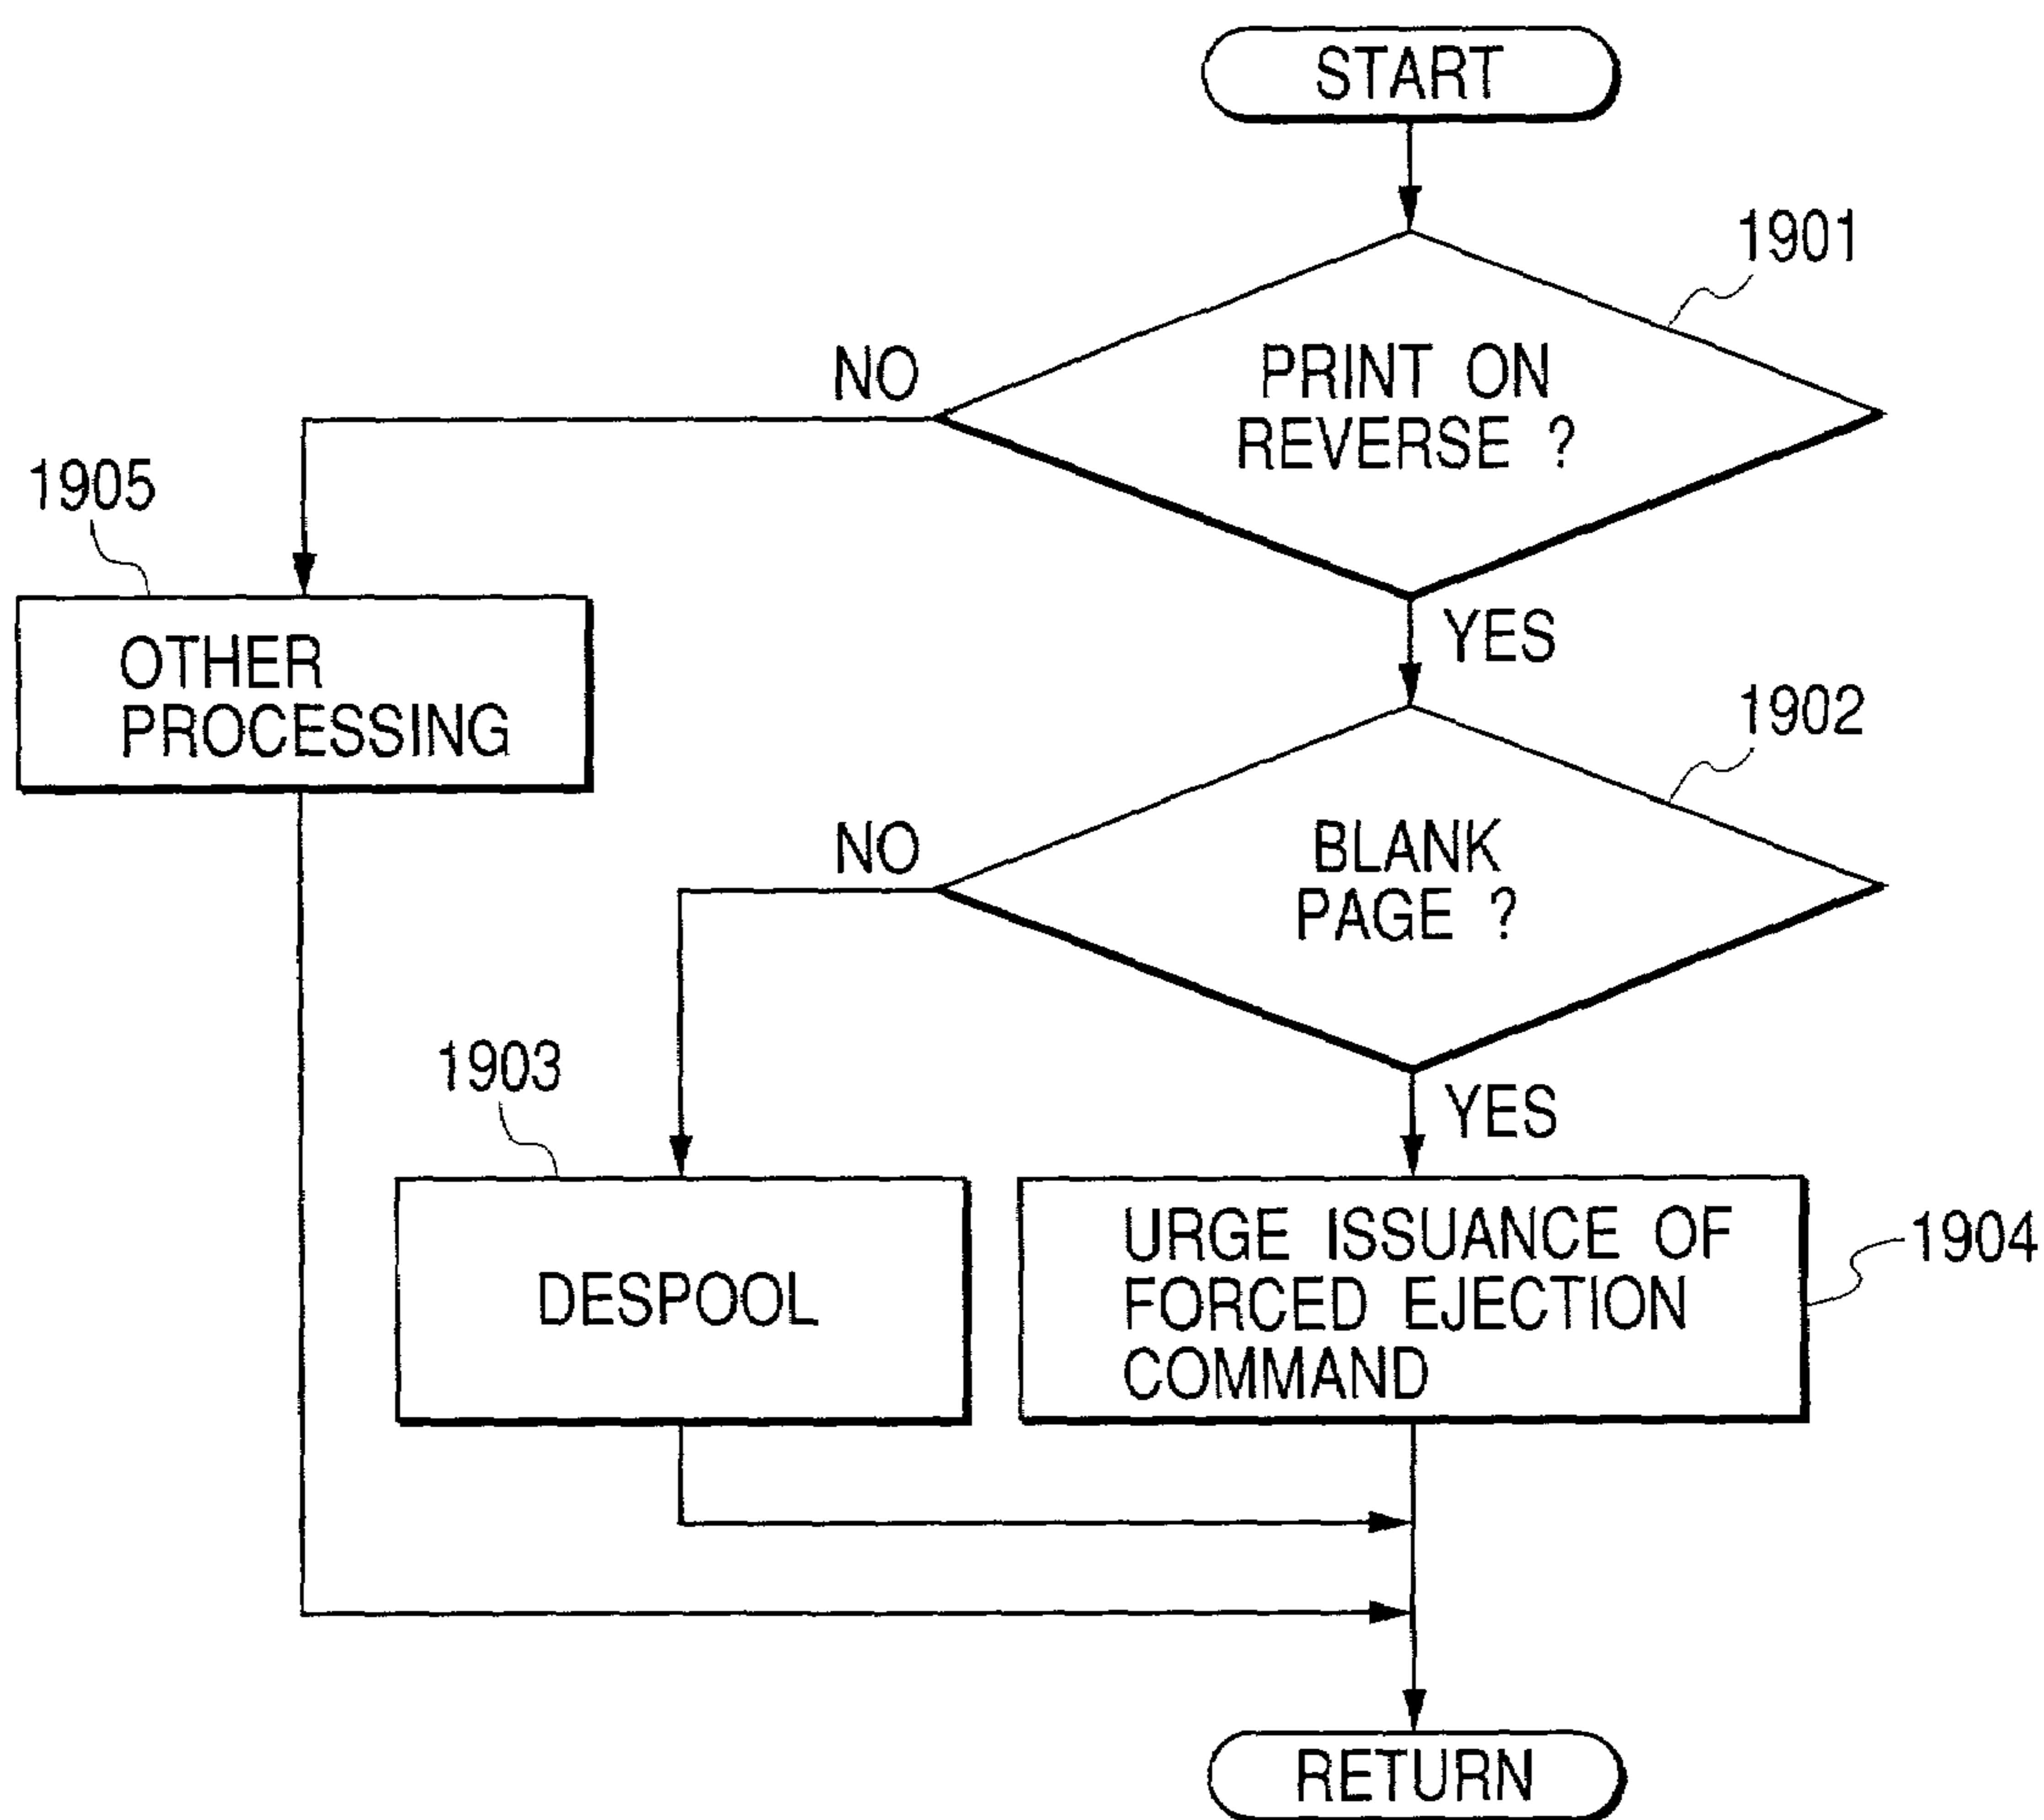 START
1901
PRINT ON
REVERSE ?
NO
YES
1905
OTHER
PROCESSING
1902
BLANK
PAGE ?
NO
YES
1903
DESPOOL
URGE ISSUANCE OF
FORCED EJECTION
COMMAND
1904
RETURN